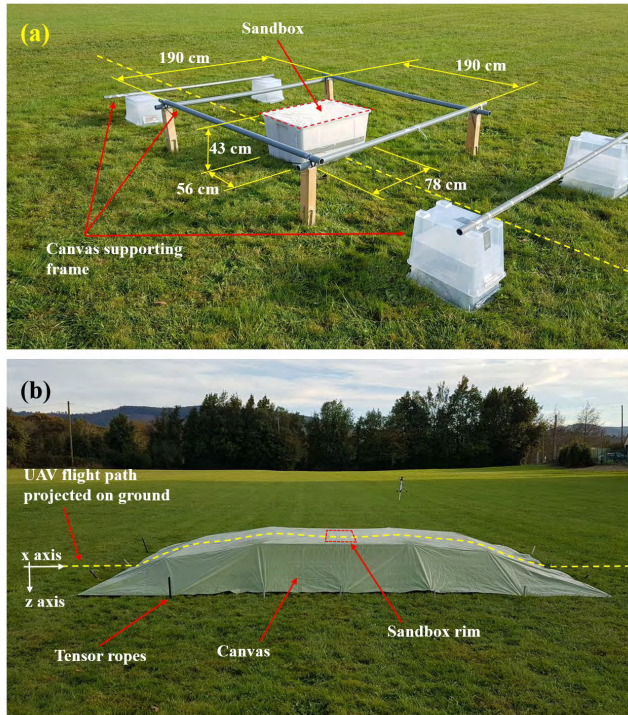 (a)
Sandbox
190 cm
190 cm
43 cm
56 cm
78 cm
Canvas supporting
frame
(b)
UAV flight path
projected on ground
x axis
z axis
Tensor ropes
Canvas
Sandbox rim